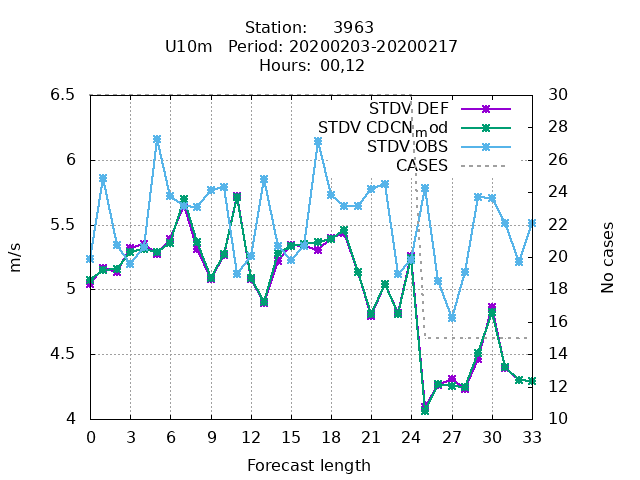 Station: 3963
U10m Period: 20200203-20200217
Hours: 00,12
6.5
6
5.5
5
4.5
4
30
28
26
24
22
20
18
16
14
12
10
STDV DEF
STDV CDCN_mod
STDV OBS
CASES
m/s
No cases
0 3 6 9 12 15 18 21 24 27 30 33
Forecast length